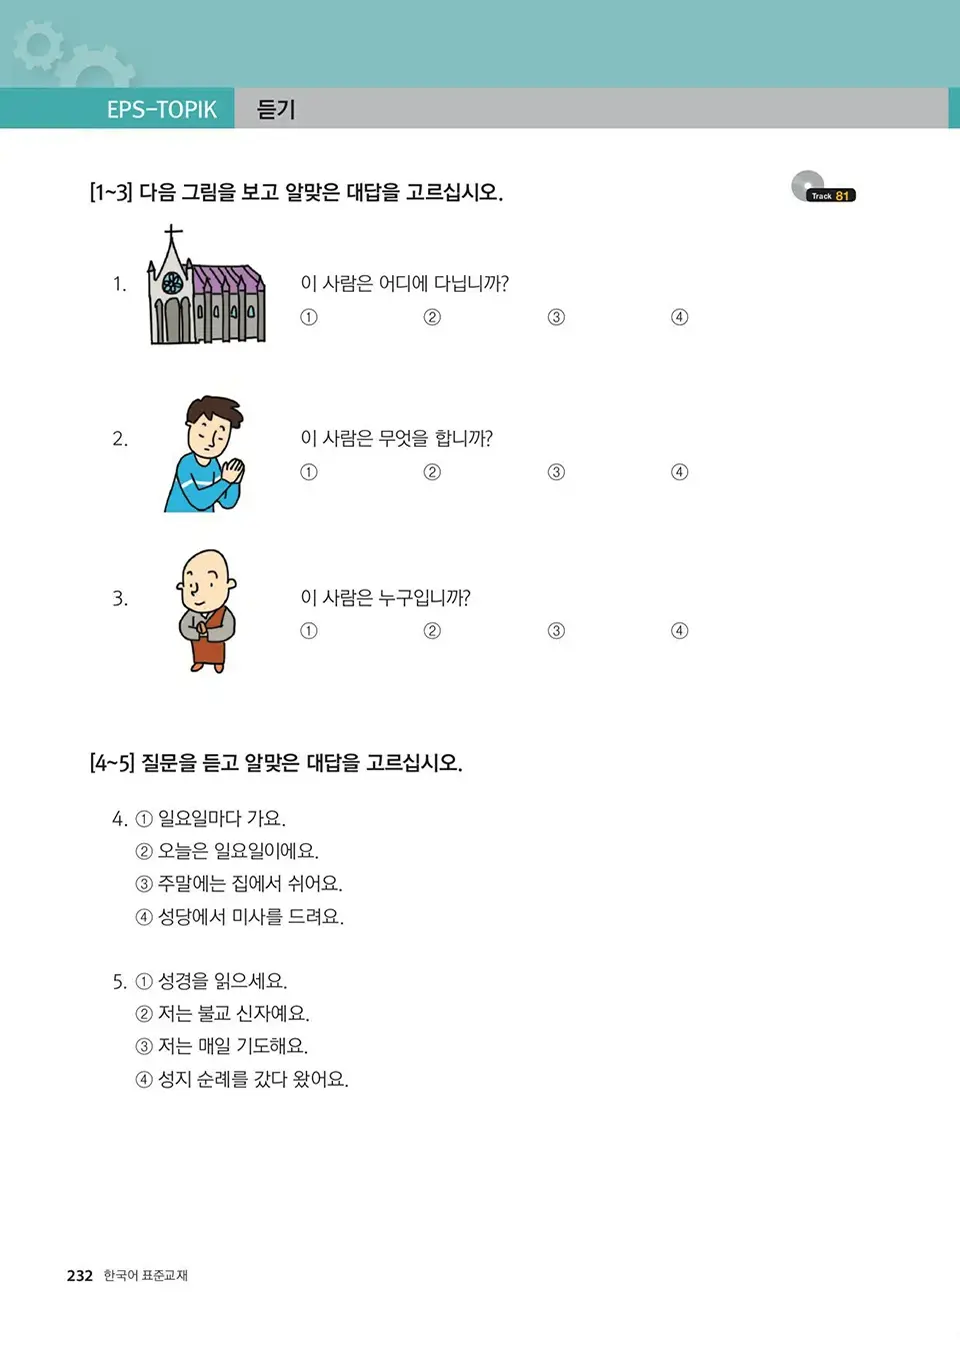 EPS-TOPIK 듣기
[1~3] 다음 그림을 보고 알맞은 대답을 고르십시오.
Track 81
1. 이 사람은 어디에 다닙니까?
① ② ③ ④
2. 이 사람은 무엇을 합니까?
① ② ③ ④
3. 이 사람은 누구입니까?
① ② ③ ④
[4~5] 질문을 듣고 알맞은 대답을 고르십시오.
4. ① 일요일마다 가요.
② 오늘은 일요일이에요.
③ 주말에는 집에서 쉬어요.
④ 성당에서 미사를 드려요.
5. ① 성경을 읽으세요.
② 저는 불교 신자예요.
③ 저는 매일 기도해요.
④ 성지 순례를 갔다 왔어요.
232 한국어 표준교재